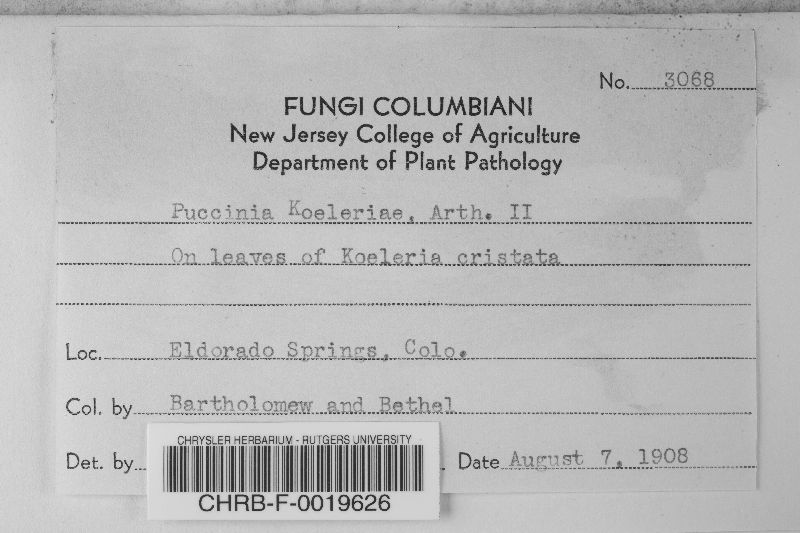 No. 3068
FUNGI COLUMBIANI
New Jersey College of Agriculture
Department of Plant Pathology
Puccinia Koeleriae, Arth. II
On leaves of Koeleria cristata
Loc. Eldorado Springs, Colo.
Col. by Bartholomew and Bethel
Det. by Date August 7, 1908
CHRYSLER HERBARIUM - RUTGERS UNIVERSITY
CHRB-F-0019626